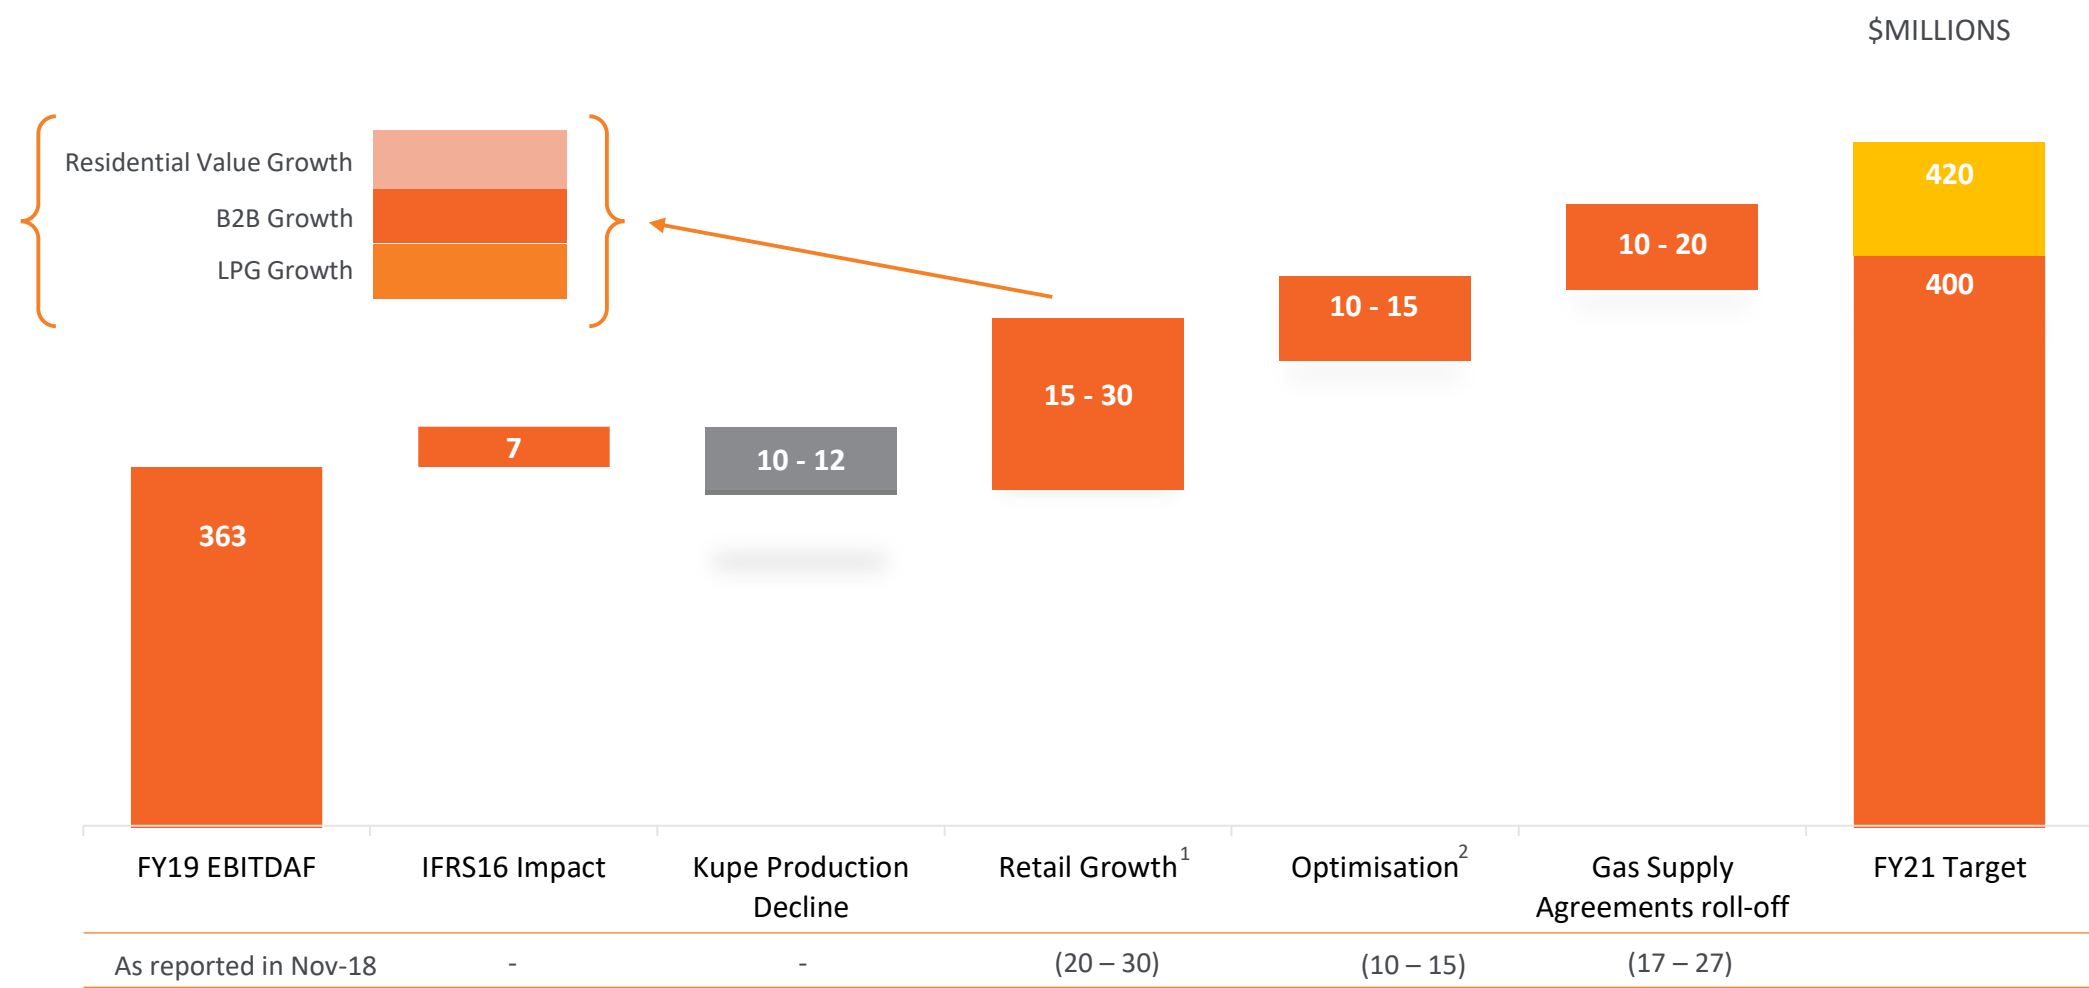 $MILLIONS
Residential Value Growth
B2B Growth
LPG Growth
363
7
10 - 12
15 - 30
10 - 15
10 - 20
420
400
FY19 EBITDAF
IFRS16 Impact
Kupe Production
Decline
Retail Growth1
Optimisation2
Gas Supply
Agreements roll-off
FY21 Target
As reported in Nov-18 - - (20 – 30) (10 – 15) (17 – 27)